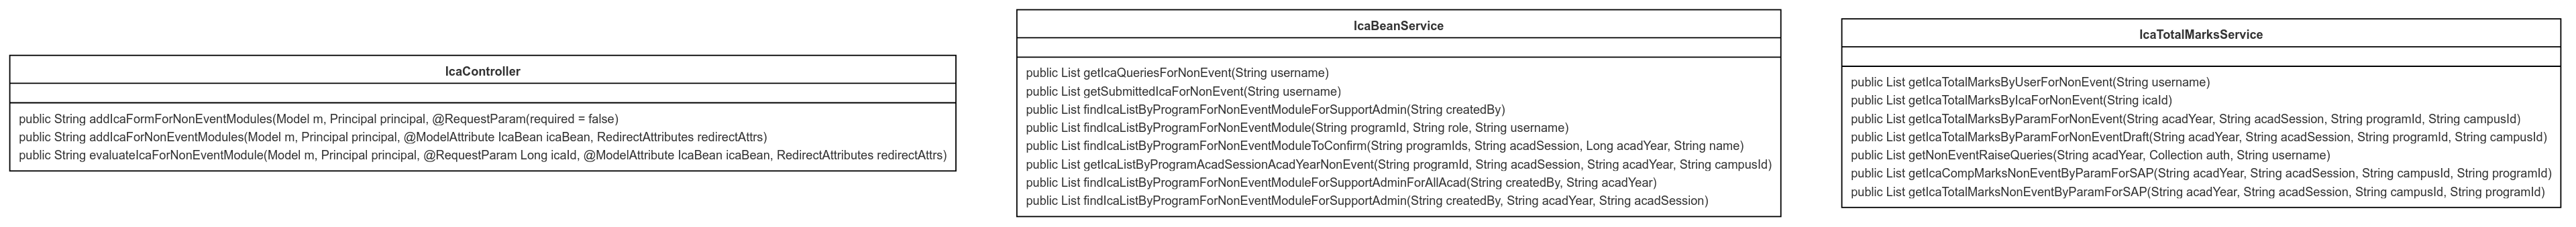 IcaController
public String addIcaFormForNonEventModules(Model m, Principal principal, @RequestParam(required = false)
public String addIcaForNonEventModules(Model m, Principal principal, @ModelAttribute IcaBean icaBean, RedirectAttributes redirectAttrs)
public String evaluateIcaForNonEventModule(Model m, Principal principal, @RequestParam Long icaId, @ModelAttribute IcaBean icaBean, RedirectAttributes redirectAttrs)
IcaBeanService
public List getIcaQueriesForNonEvent(String username)
public List getSubmittedIcaForNonEvent(String username)
public List findIcaListByProgramForNonEventModuleForSupportAdmin(String createdBy)
public List findIcaListByProgramForNonEventModule(String programId, String role, String username)
public List findIcaListByProgramForNonEventModuleToConfirm(String programIds, String acadSession, Long acadYear, String name)
public List getIcaListByProgramAcadSessionAcadYearNonEvent(String programId, String acadSession, String acadYear, String campusId)
public List findIcaListByProgramForNonEventModuleForSupportAdminForAllAcad(String createdBy, String acadYear)
public List findIcaListByProgramForNonEventModuleForSupportAdmin(String createdBy, String acadYear, String acadSession)
IcaTotalMarksService
public List getIcaTotalMarksByUserForNonEvent(String username)
public List getIcaTotalMarksByIcaForNonEvent(String icaId)
public List getIcaTotalMarksByParamForNonEvent(String acadYear, String acadSession, String programId, String campusId)
public List getIcaTotalMarksByParamForNonEventDraft(String acadYear, String acadSession, String programId, String campusId)
public List getNonEventRaiseQueries(String acadYear, Collection auth, String username)
public List getIcaCompMarksNonEventByParamForSAP(String acadYear, String acadSession, String campusId, String programId)
public List getIcaTotalMarksNonEventByParamForSAP(String acadYear, String acadSession, String campusId, String programId)